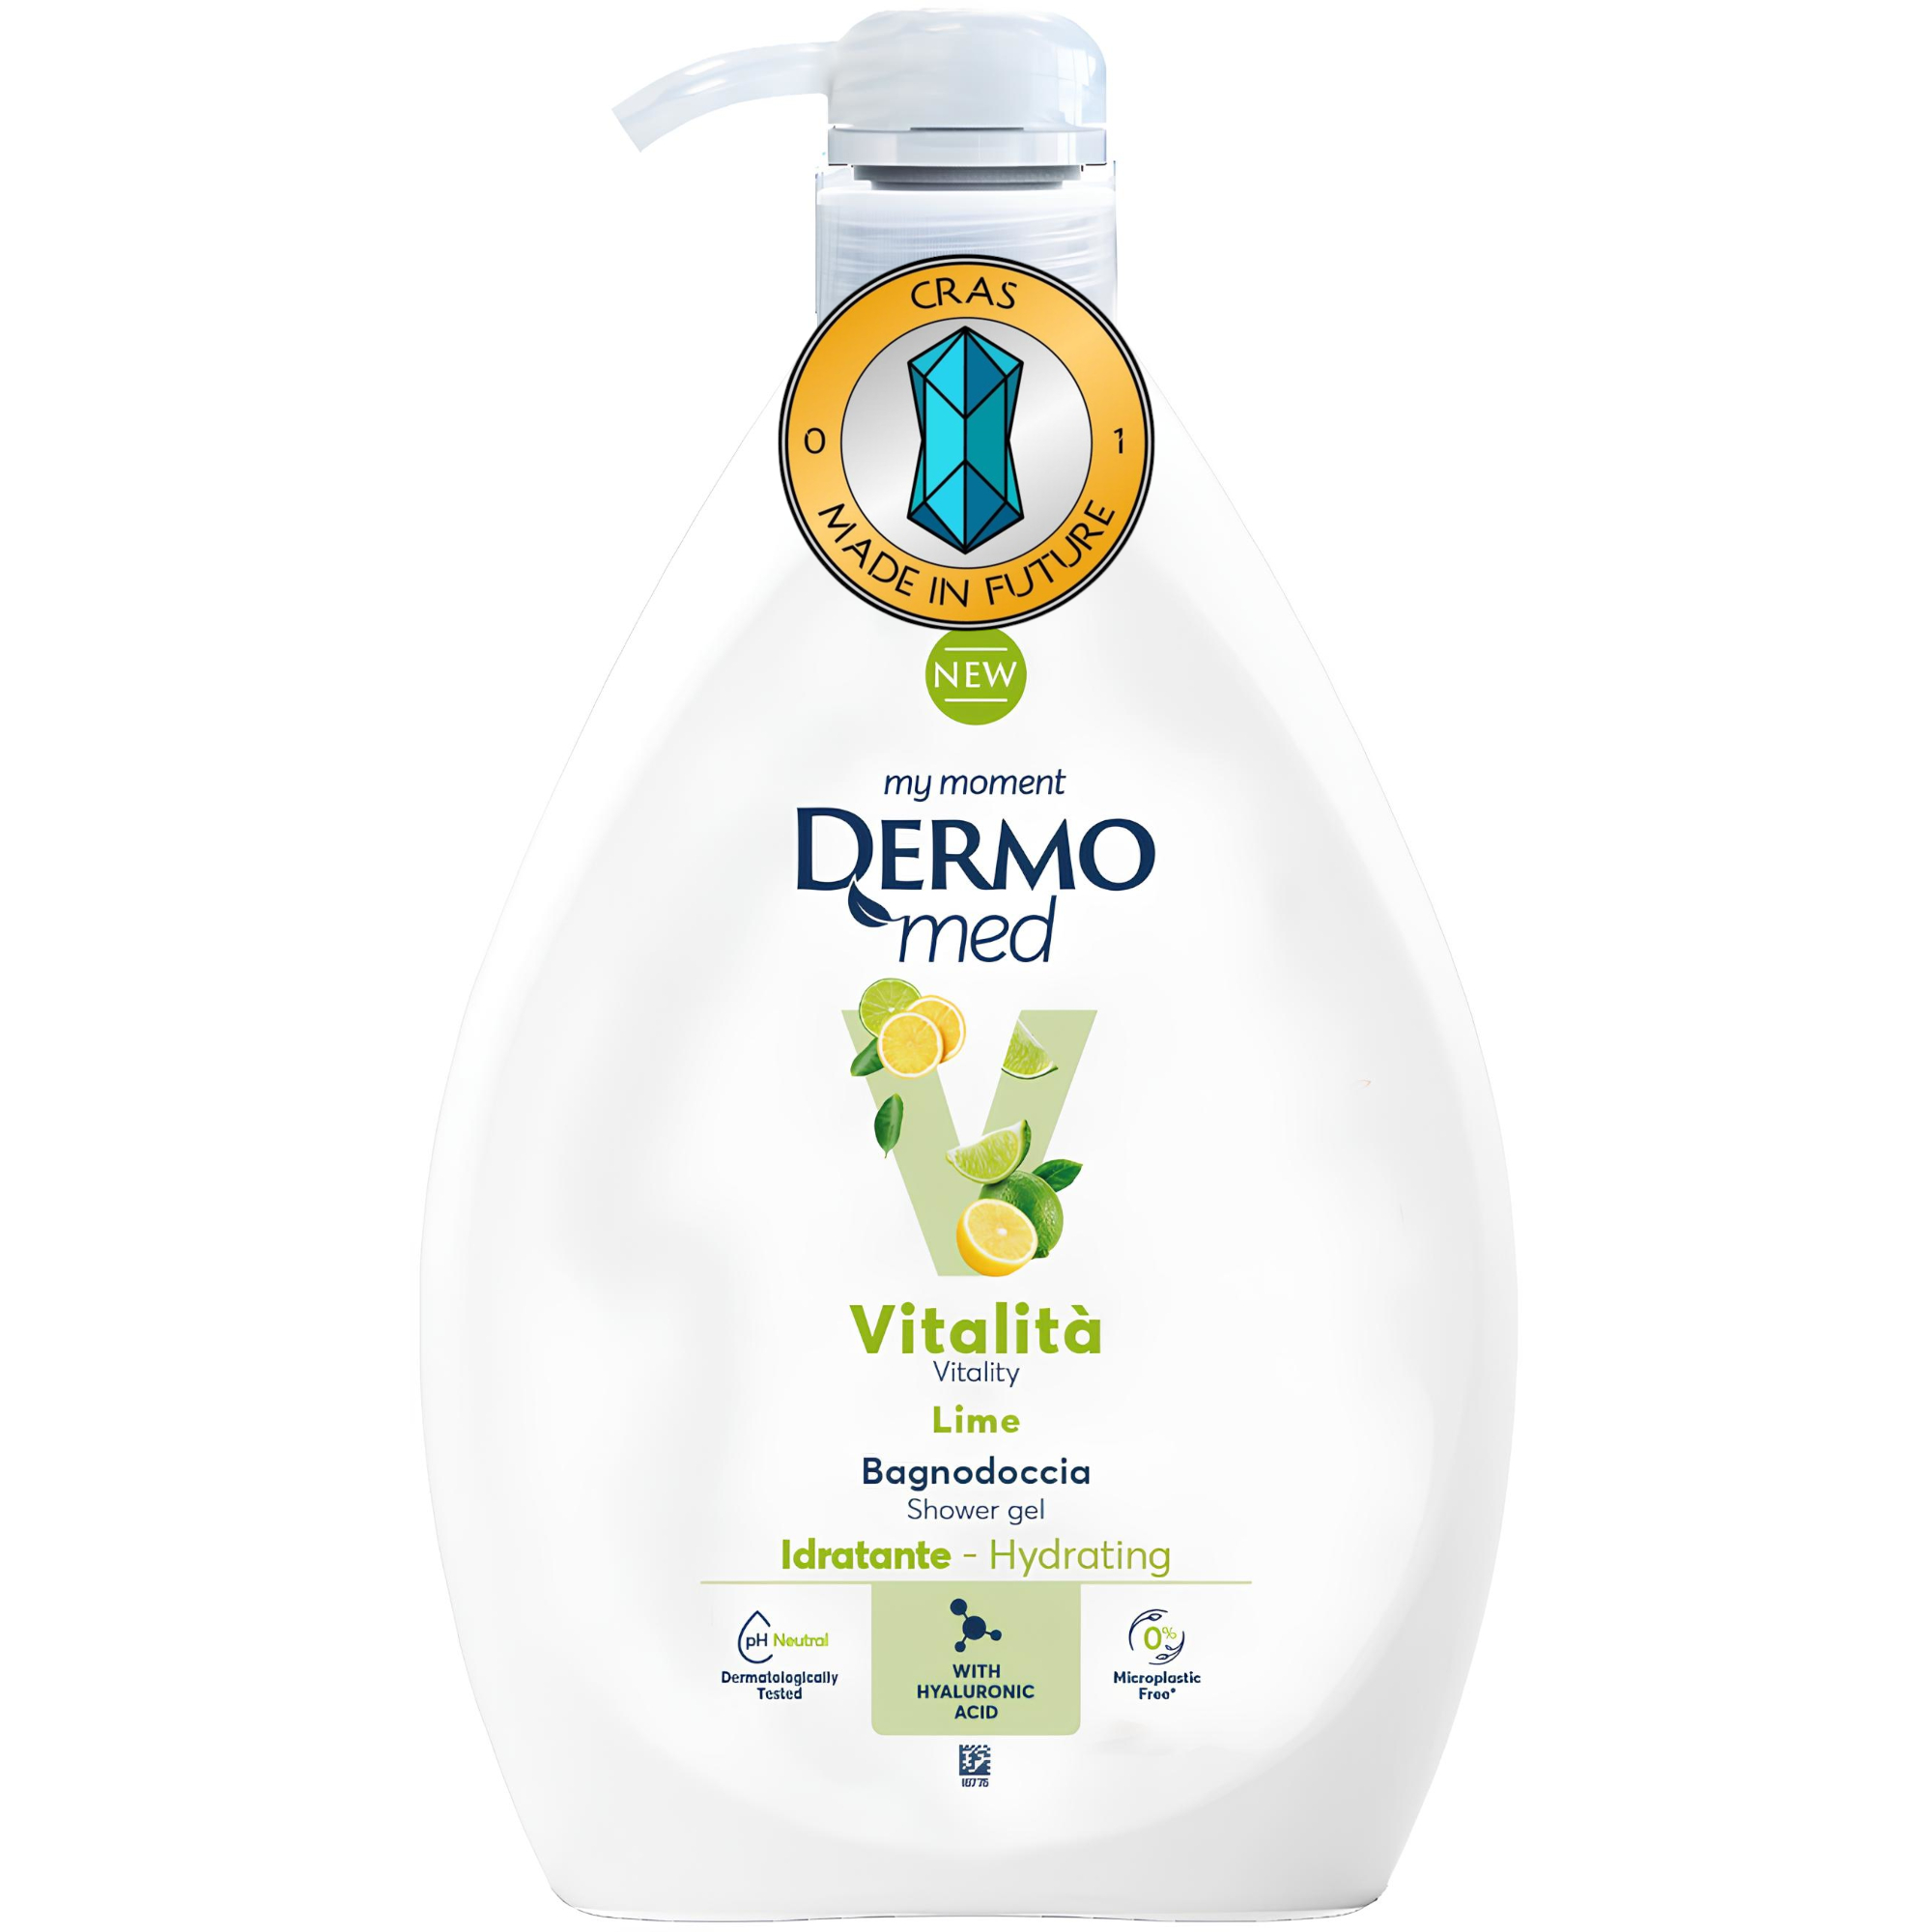 CRAS
0 1
MADE IN FUTURE
NEW
my moment
DERMO
med
V
Vitalità
Vitality
Lime
Bagnodoccia
Shower gel
Idratante - Hydrating
pH Neutral
Dermatologically
Tested
WITH
HYALURONIC
ACID
0%
Microplastic
Free*